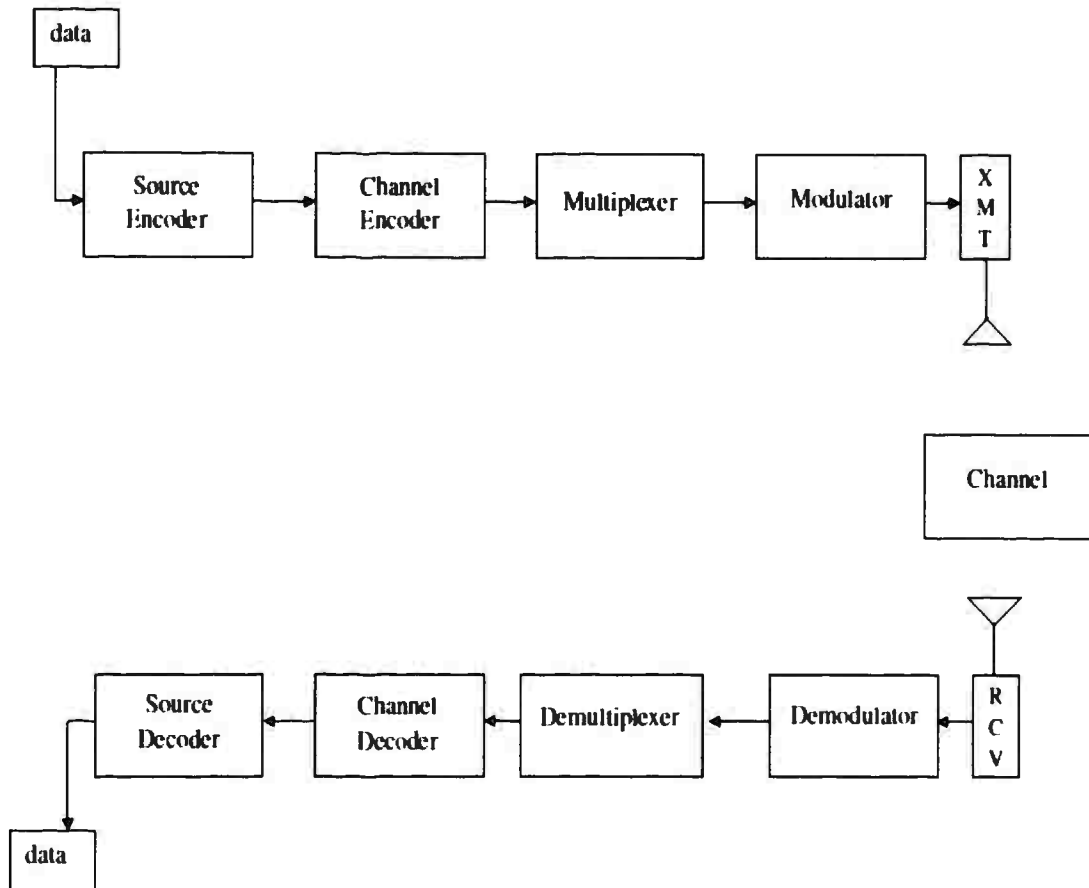 data
Source
Encoder
Channel
Encoder
Multiplexer
Modulator
X
M
T
Channel
Source
Decoder
Channel
Decoder
Demultiplexer
Demodulator
R
C
V
data